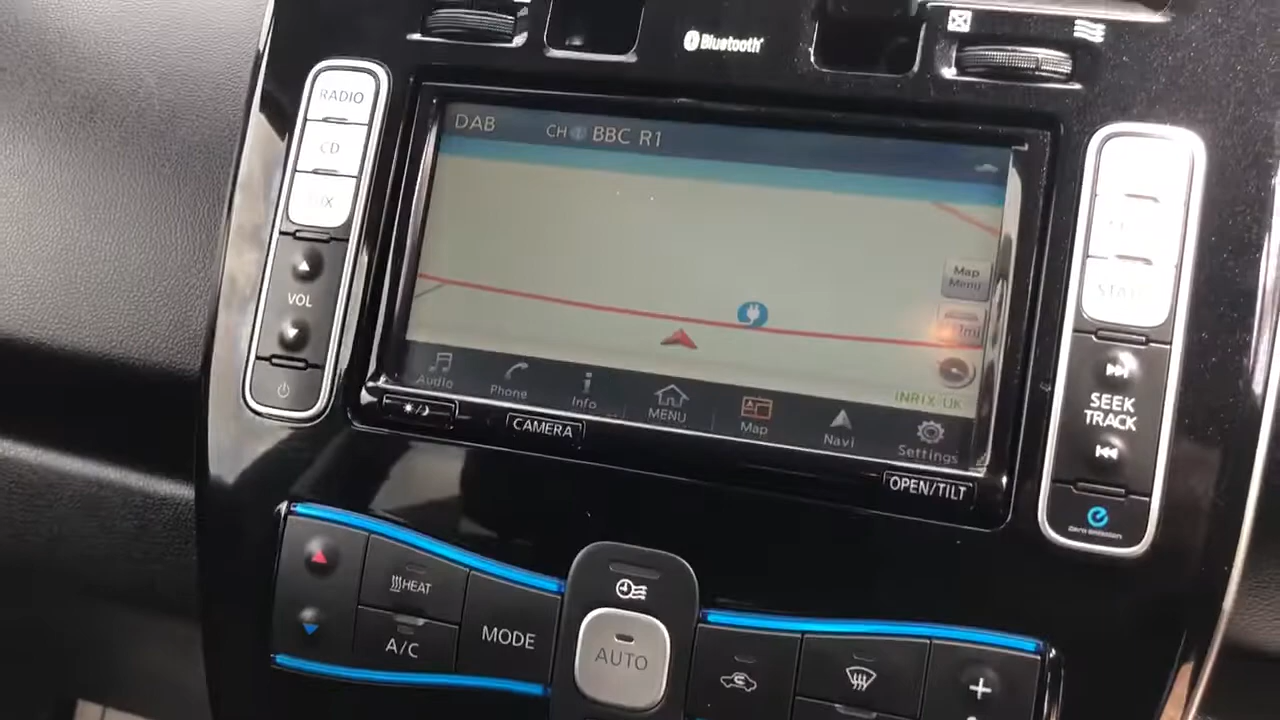 Bluetooth
RADIO
CD
DAB
CH 1 BBC R1
Map
Menu
VOL
INRIX UK
Audio
Phone
Info
MENU
Map
Navi
Settings
SEEK
TRACK
CAMERA
OPEN/TILT
HEAT
MODE
A/C
AUTO
+